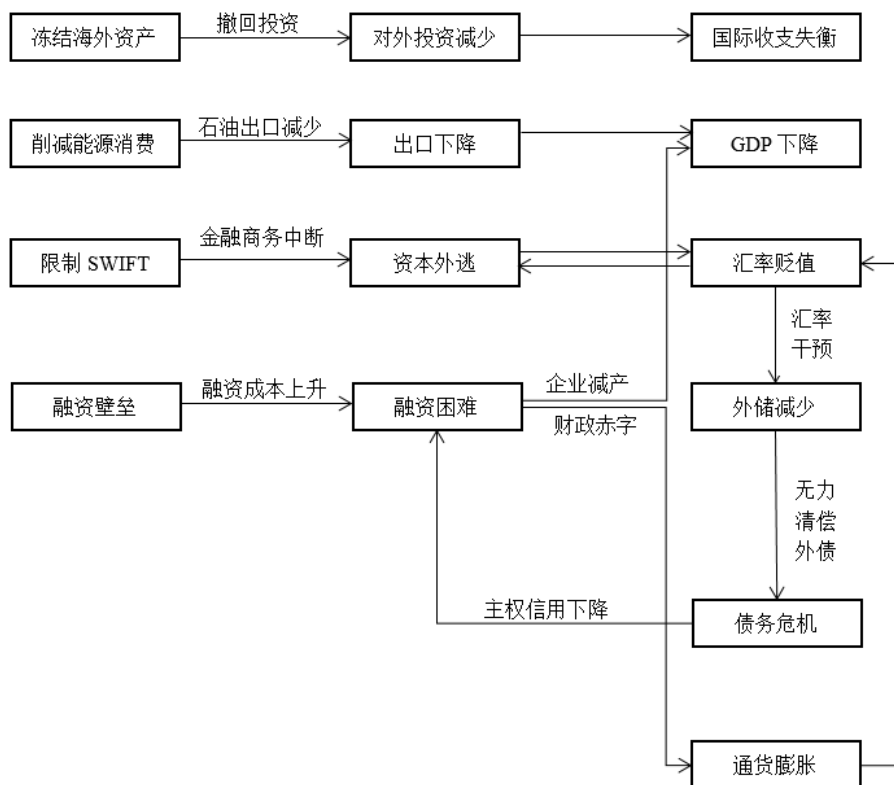 冻结海外资产
撤回投资
对外投资减少
国际收支失衡
削减能源消费
石油出口减少
出口下降
GDP 下降
限制 SWIFT
金融商务中断
资本外逃
汇率贬值
汇率
干预
融资壁垒
融资成本上升
融资困难
企业减产
财政赤字
外储减少
无力
清偿
外债
主权信用下降
债务危机
通货膨胀